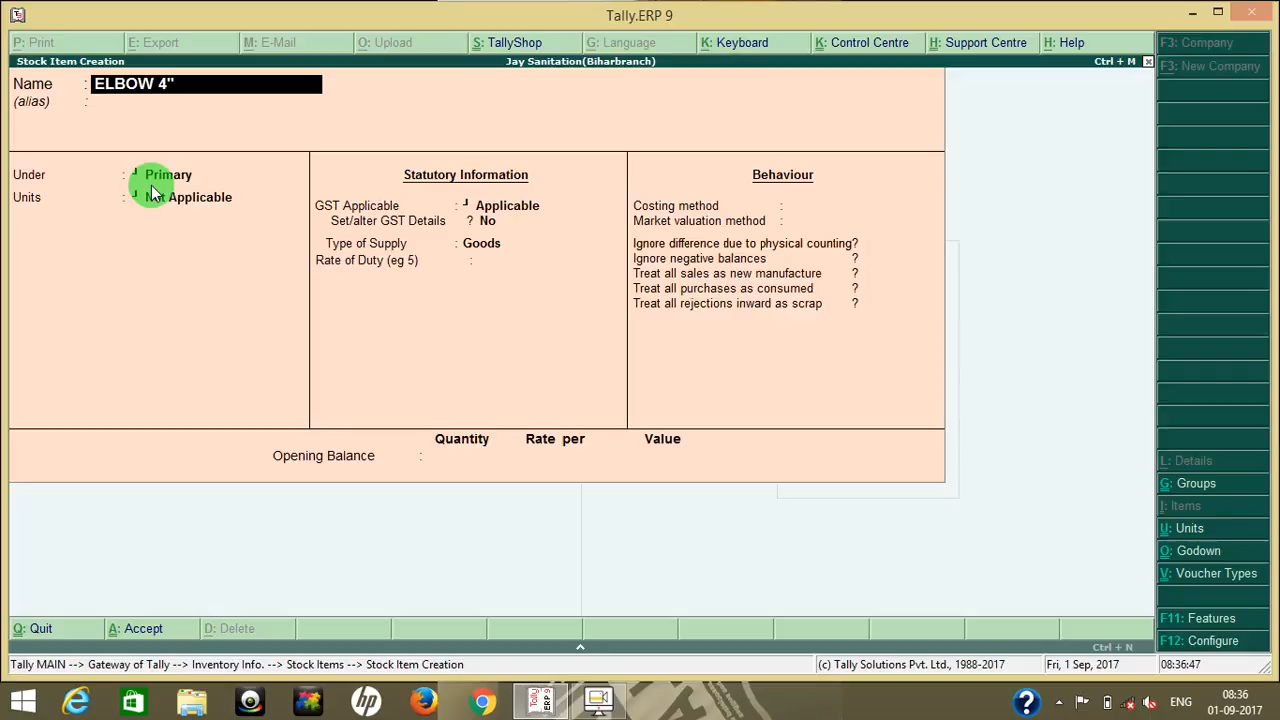 Tally.ERP 9
P: Print
E: Export
M: E-Mail
O: Upload
S: TallyShop
G: Language
K: Keyboard
K: Control Centre
H: Support Centre
H: Help
F3: Company
Stock Item Creation
Jay Sanitation(Biharbranch)
Ctrl + M
F3: New Company
Name : ELBOW 4"
(alias) :
Under : Primary
Units : Applicable
Statutory Information
GST Applicable : Applicable
Set/alter GST Details ? No
Type of Supply : Goods
Rate of Duty (eg 5) :
Behaviour
Costing method :
Market valuation method :
Ignore difference due to physical counting?
Ignore negative balances ?
Treat all sales as new manufacture ?
Treat all purchases as consumed ?
Treat all rejections inward as scrap ?
Quantity Rate per Value
Opening Balance :
L: Details
G: Groups
I: Items
U: Units
O: Godown
V: Voucher Types
F11: Features
F12: Configure
Q: Quit
A: Accept
D: Delete
Ctrl + N
Tally MAIN --> Gateway of Tally --> Inventory Info. --> Stock Items --> Stock Item Creation
(c) Tally Solutions Pvt. Ltd., 1988-2017
Fri, 1 Sep, 2017
08:36:47
hp
Tally
ERP 9
?
ENG
08:36
01-09-2017